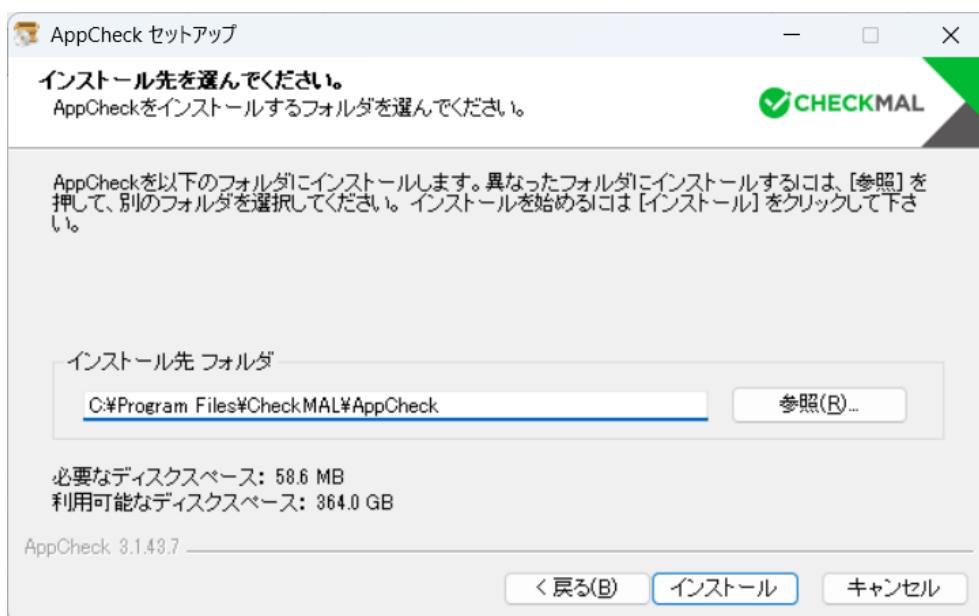 AppCheck セットアップ
インストール先を選んでください。
AppCheckをインストールするフォルダを選んでください。
CHECKMAL
AppCheckを以下のフォルダにインストールします。異なったフォルダにインストールするには、[参照] を
押して、別のフォルダを選択してください。インストールを始めるには [インストール] をクリックして下さ
い。
インストール先 フォルダ
C:¥Program Files¥CheckMAL¥AppCheck
参照(R)...
必要なディスクスペース: 58.6 MB
利用可能なディスクスペース: 364.0 GB
AppCheck 3.1.43.7
< 戻る(B)
インストール
キャンセル